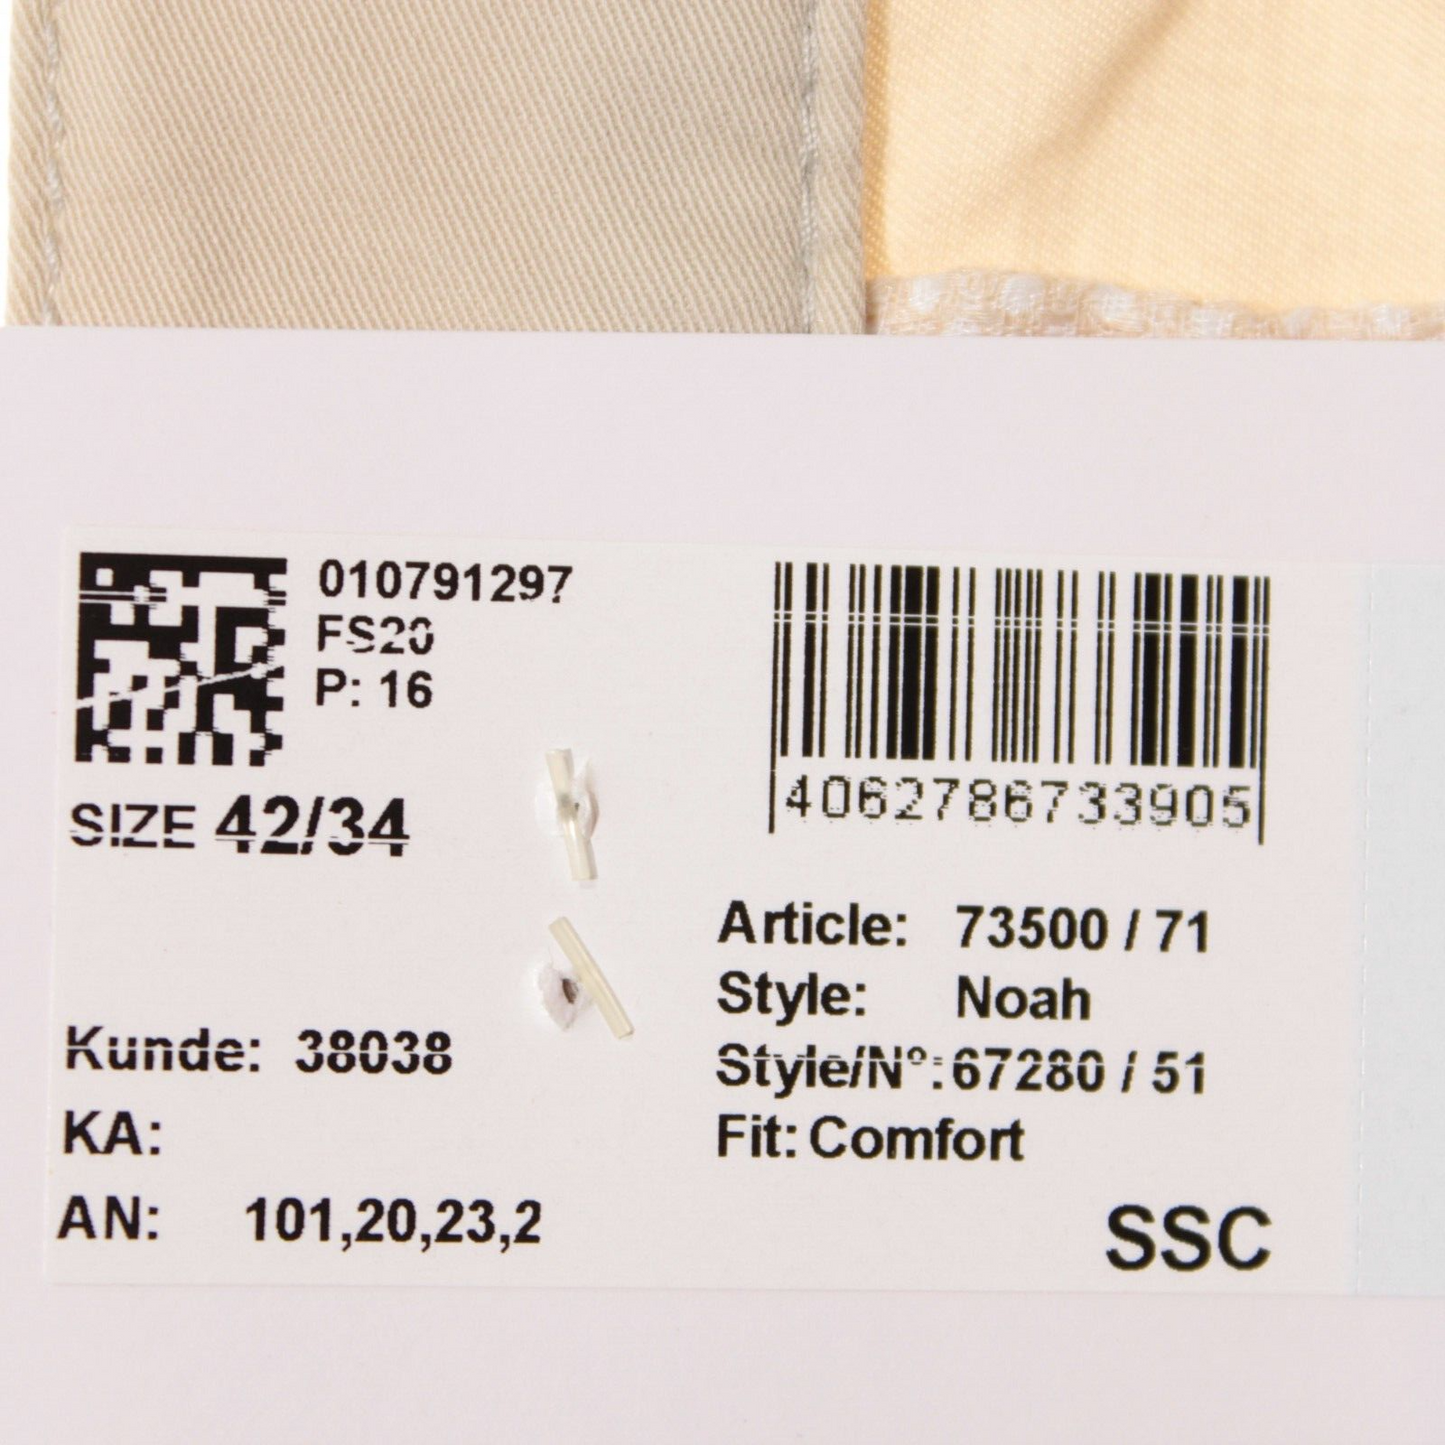 010791297
FS20
P: 16
SIZE 42/34
4062786733905
Article: 73500 / 71
Style: Noah
Style/N°: 67280 / 51
Fit: Comfort
Kunde: 38038
KA:
AN: 101,20,23,2
SSC